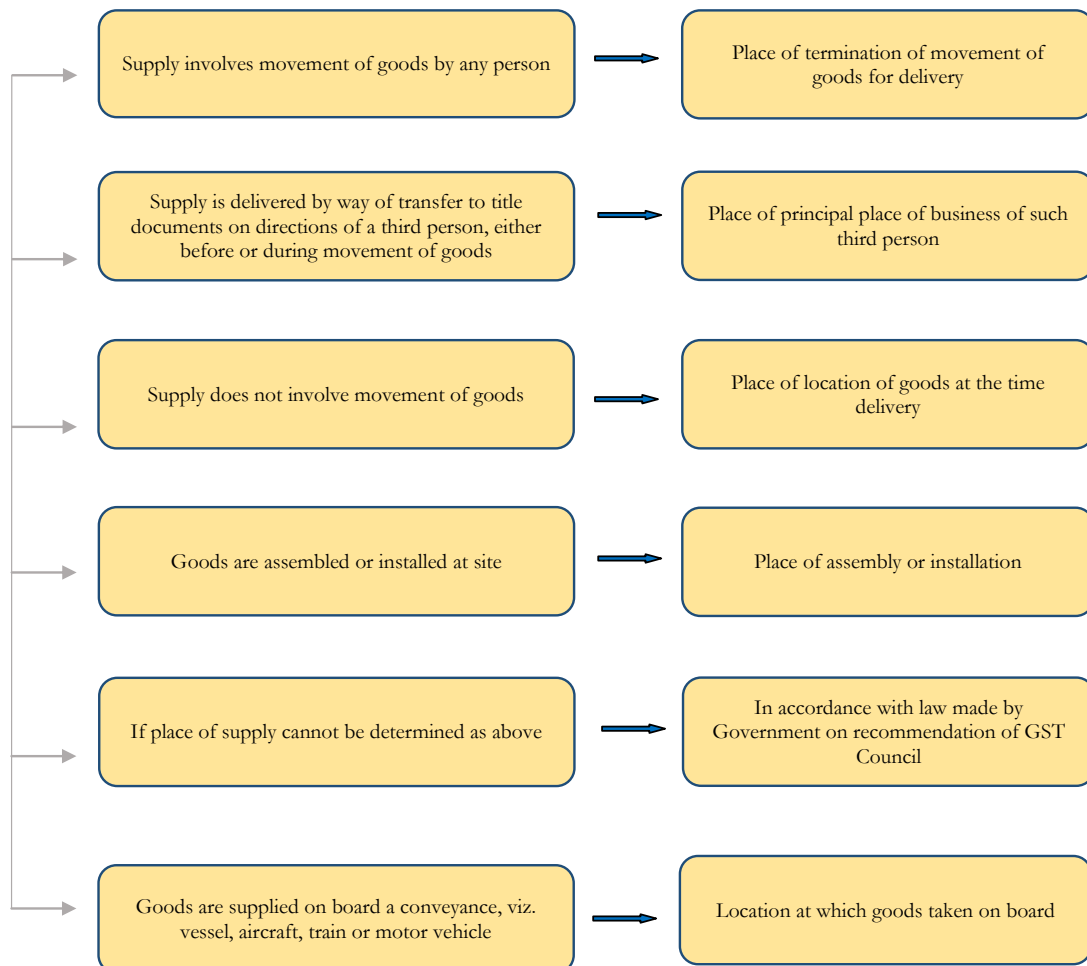 Supply involves movement of goods by any person
Place of termination of movement of
goods for delivery
Supply is delivered by way of transfer to title
documents on directions of a third person, either
before or during movement of goods
Place of principal place of business of such
third person
Supply does not involve movement of goods
Place of location of goods at the time
delivery
Goods are assembled or installed at site
Place of assembly or installation
If place of supply cannot be determined as above
In accordance with law made by
Government on recommendation of GST
Council
Goods are supplied on board a conveyance, viz.
vessel, aircraft, train or motor vehicle
Location at which goods taken on board